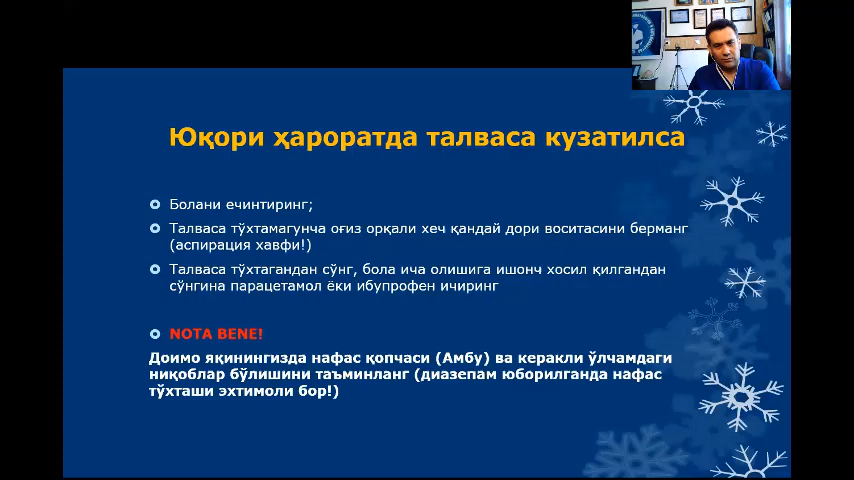 Юқори ҳароратда талваса кузатилса
Болани ечинтиринг;
Талваса тўхтамагунча оғиз орқали хеч қандай дори воситасини берманг
(аспирация хавфи!)
Талваса тўхтагандан сўнг, бола ича олишига ишонч хосил қилгандан
сўнгина парацетамол ёки ибупрофен ичиринг
NOTA BENE!
Доимо яқинингизда нафас қопчаси (Амбу) ва керакли ўлчамдаги
ниқоблар бўлишини таъминланг (диазепам юборилганда нафас
тўхташи эҳтимоли бор!)